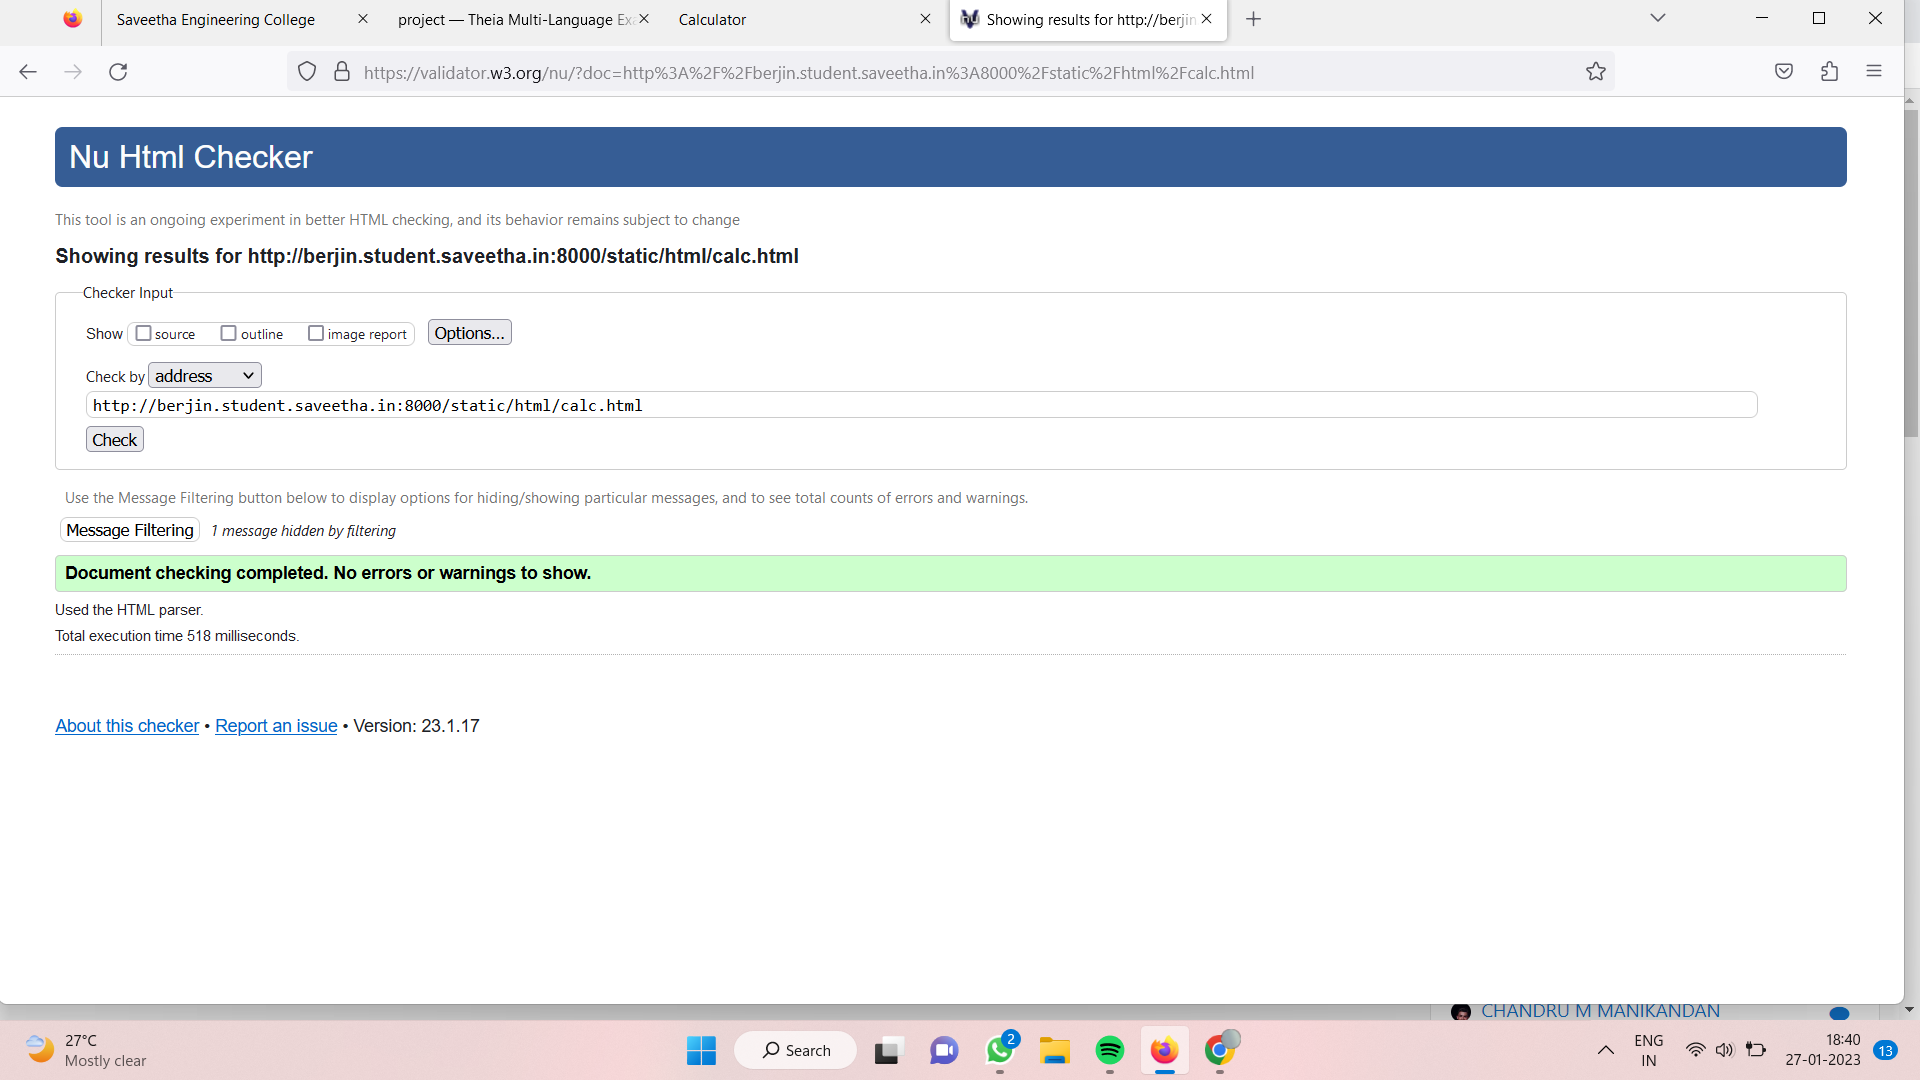 Saveetha Engineering College
project — Theia Multi-Language Exa
Calculator
Showing results for http://berjin
https://validator.w3.org/nu/?doc=http%3A%2F%2Fberjin.student.saveetha.in%3A8000%2Fstatic%2Fhtml%2Fcalc.html
Nu Html Checker
This tool is an ongoing experiment in better HTML checking, and its behavior remains subject to change
Showing results for http://berjin.student.saveetha.in:8000/static/html/calc.html
Checker Input
Show source outline image report Options...
Check by address
http://berjin.student.saveetha.in:8000/static/html/calc.html
Check
Use the Message Filtering button below to display options for hiding/showing particular messages, and to see total counts of errors and warnings.
Message Filtering 1 message hidden by filtering
Document checking completed. No errors or warnings to show.
Used the HTML parser.
Total execution time 518 milliseconds.
About this checker • Report an issue • Version: 23.1.17
CHANDRU M MANIKANDAN
27°C
Mostly clear
Search
2
ENG
IN
18:40
27-01-2023
13